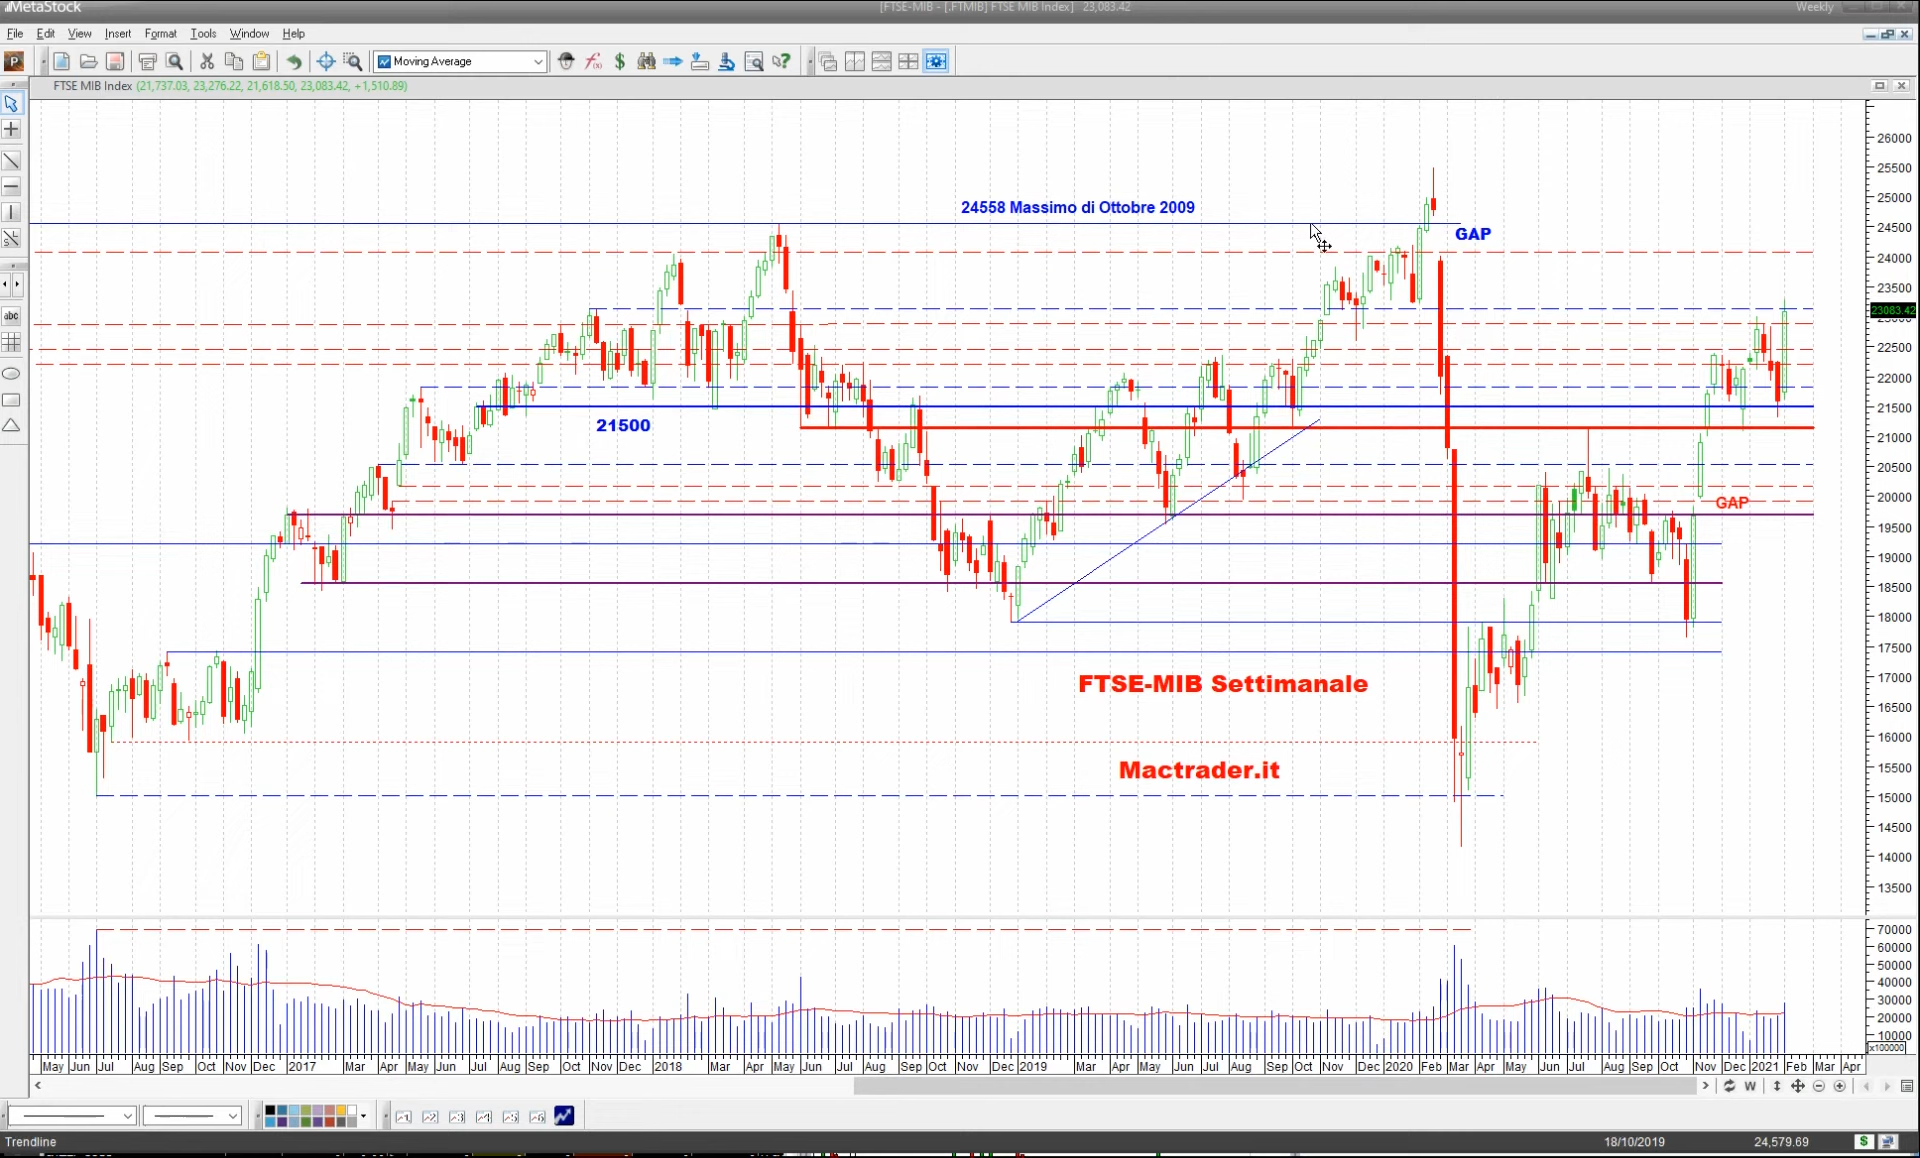 MetaStock
[FTSE-MIB - [.FTMIB] FTSE MIB Index] 23,083.42
Weekly
File Edit View Insert Format Tools Window Help
Moving Average
FTSE MIB Index (21,737.03, 23,276.22, 21,618.50, 23,083.42, +1,510.89)
abc
24558 Massimo di Ottobre 2009
GAP
21500
GAP
FTSE-MIB Settimanale
Mactrader.it
26000
25500
25000
24500
24000
23500
23083.42
22500
22000
21500
21000
20500
20000
19500
19000
18500
18000
17500
17000
16500
16000
15500
15000
14500
14000
13500
70000
60000
50000
40000
30000
20000
10000
x100000
May Jun Jul Aug Sep Oct Nov Dec 2017 Mar Apr May Jun Jul Aug Sep Oct Nov Dec 2018 Mar Apr May Jun Jul Aug Sep Oct Nov Dec 2019 Mar Apr May Jun Jul Aug Sep Oct Nov Dec 2020 Feb Mar Apr May Jun Jul Aug Sep Oct Nov Dec 2021 Feb Mar Apr
W
Trendline
18/10/2019 24,579.69